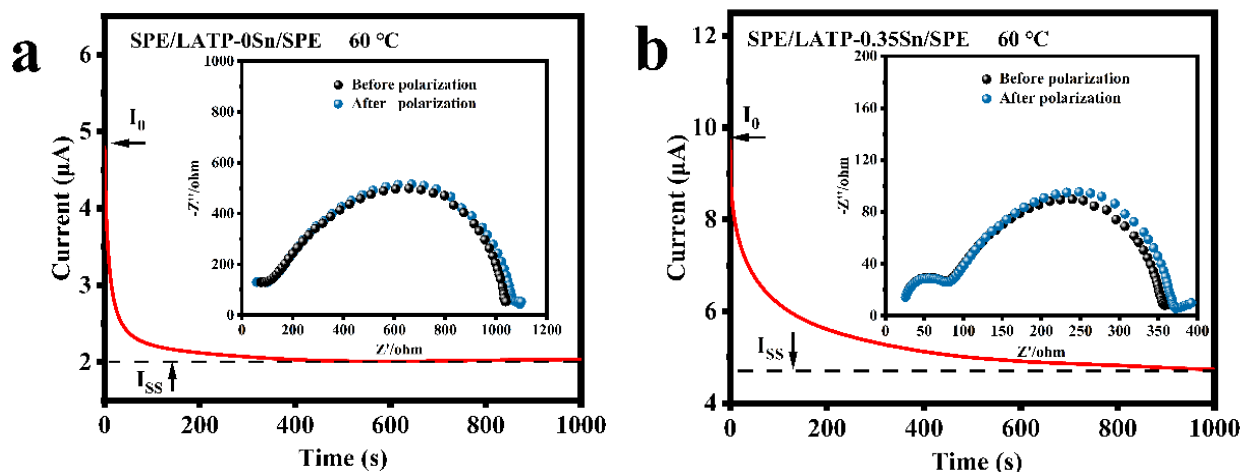 a
SPE/LATP-0Sn/SPE 60 °C
I0
ISS
Current (μA)
5
4
3
2
0 200 400 600 800 1000
Time (s)
Before polarization
After polarization
-Z''/ohm
1000
800
600
400
200
0
0 200 400 600 800 1000 1200
Z'/ohm
b
SPE/LATP-0.35Sn/SPE 60 °C
I0
ISS
Current (μA)
12
10
8
6
4
0 200 400 600 800 1000
Time (s)
Before polarization
After polarization
-Z''/ohm
200
160
120
80
40
0
0 50 100 150 200 250 300 350 400
Z'/ohm